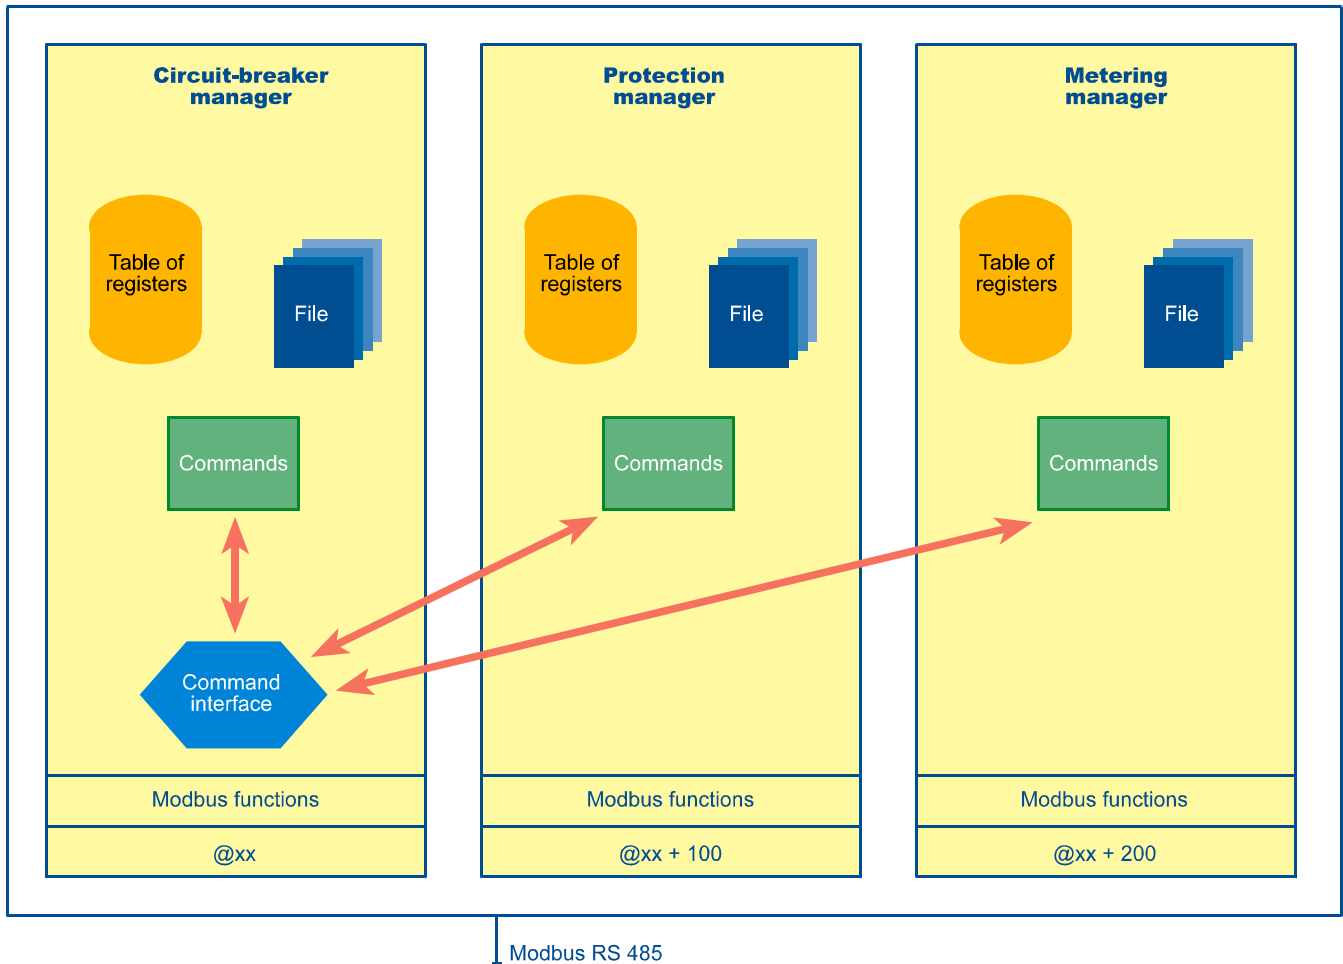 Circuit-breaker
manager
Protection
manager
Metering
manager
Table of
registers
File
Table of
registers
File
Table of
registers
File
Commands
Commands
Commands
Command
interface
Modbus functions
Modbus functions
Modbus functions
@xx
@xx + 100
@xx + 200
Modbus RS 485